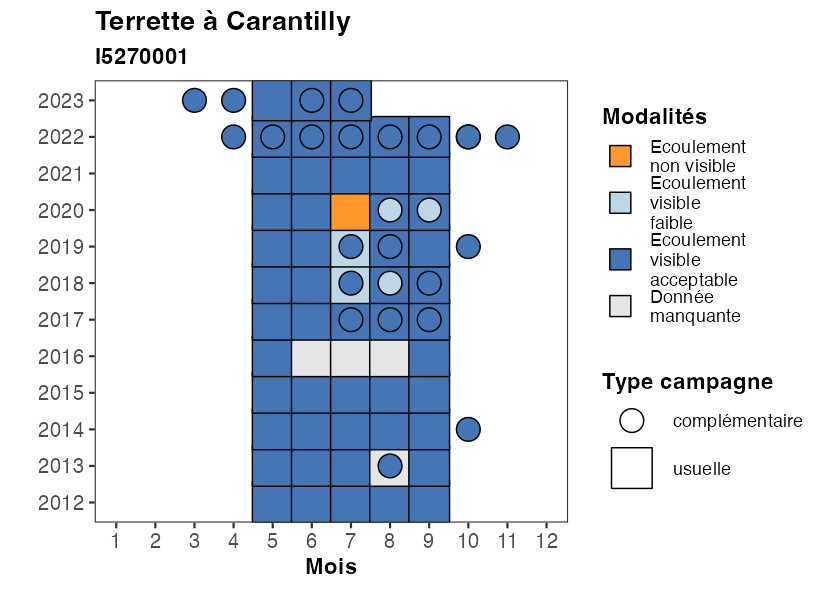 Terrette à Carantilly
I5270001
2023
2022
2021
2020
2019
2018
2017
2016
2015
2014
2013
2012
1 2 3 4 5 6 7 8 9 10 11 12
Mois
Modalités
Ecoulement
non visible
Ecoulement
visible
faible
Ecoulement
visible
acceptable
Donnée
manquante
Type campagne
complémentaire
usuelle